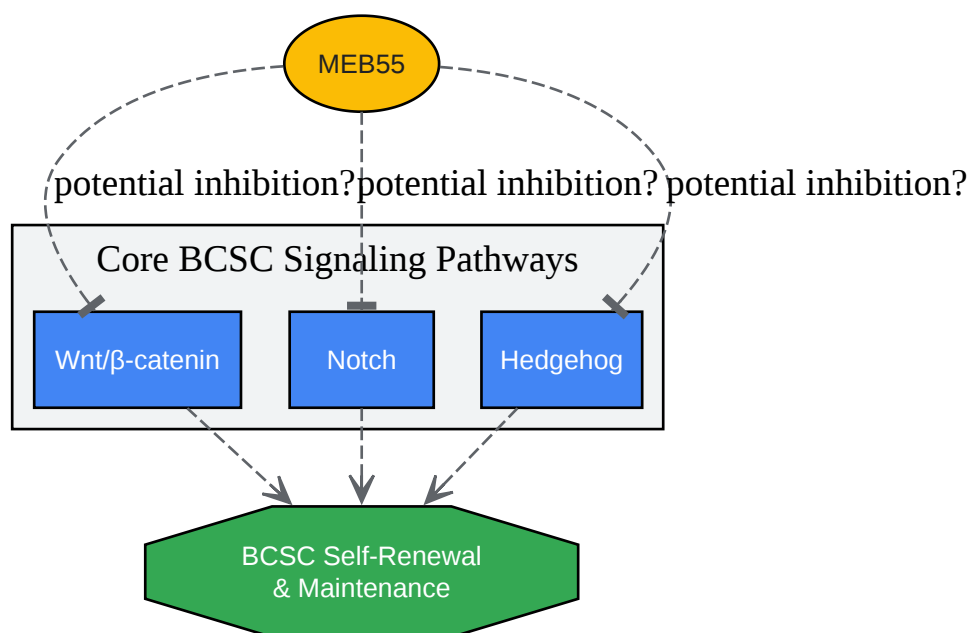 MEB55
potential inhibition?
potential inhibition?
potential inhibition?
Core BCSC Signaling Pathways
Wnt/β-catenin
Notch
Hedgehog
BCSC Self-Renewal
& Maintenance